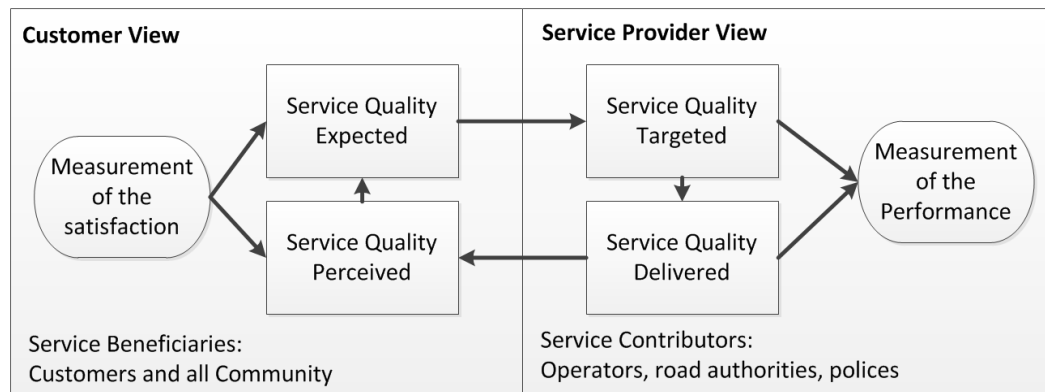 Customer View
Service Quality
Expected
Measurement
of the
satisfaction
Service Quality
Perceived
Service Beneficiaries:
Customers and all Community
Service Provider View
Service Quality
Targeted
Measurement
of the
Performance
Service Quality
Delivered
Service Contributors:
Operators, road authorities, polices